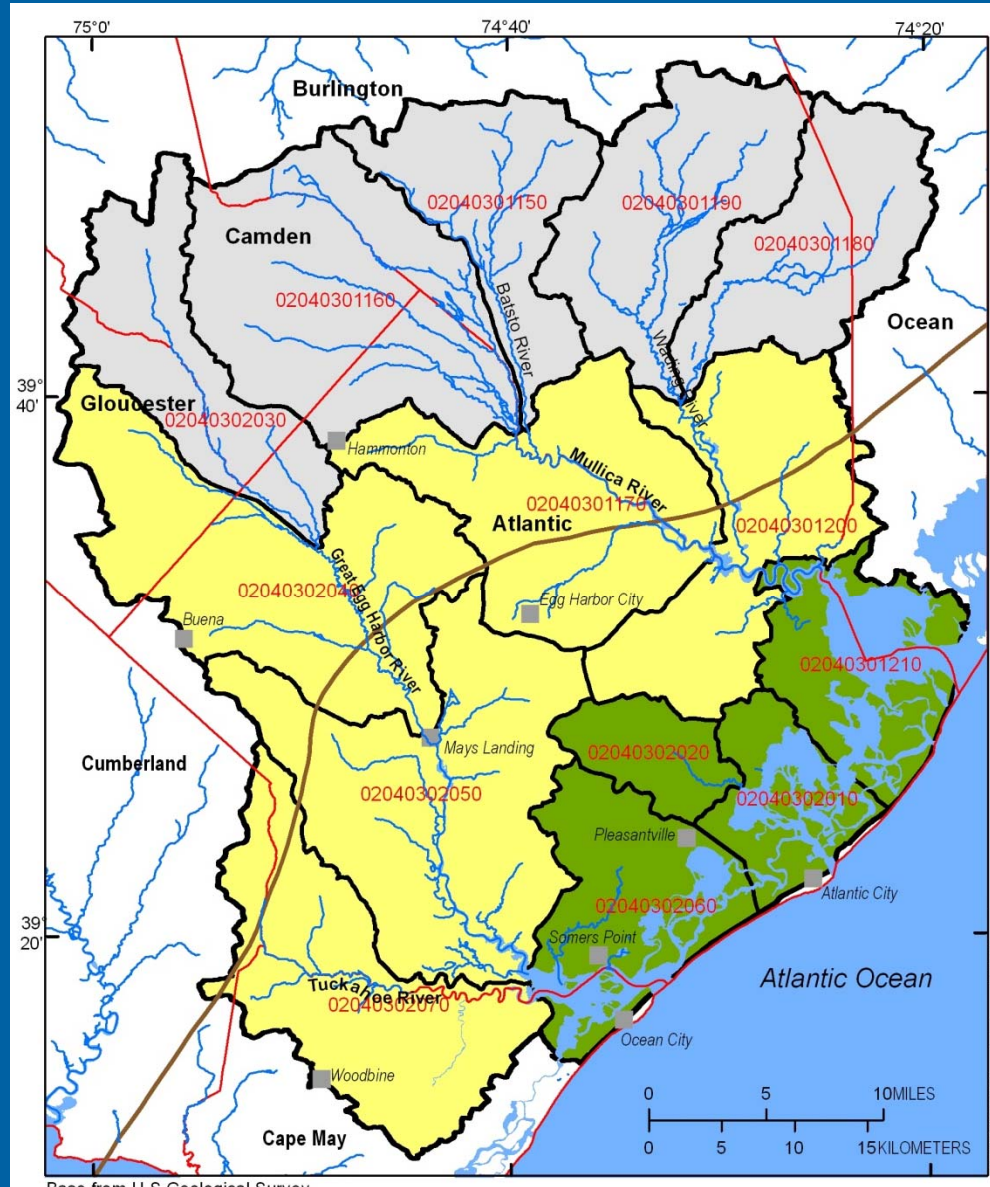 75°0'
74°40'
74°20'
Burlington
02040301150
02040301190
Camden
02040301180
02040301160
Batsto River
Ocean
Wading River
39°
40'
Gloucester
02040302030
Hammonton
Mullica River
02040301170
Atlantic
02040301200
Great Egg Harbor River
02040302040
Egg Harbor City
Buena
02040301210
Mays Landing
02040302020
Cumberland
02040302050
02040302010
Pleasantville
Atlantic City
02040302060
39°
20'
Somers Point
Atlantic Ocean
Tuckahoe River
02040302070
Ocean City
Woodbine
0 5 10 MILES
Cape May
0 5 10 15 KILOMETERS
Base from U.S Geological Survey